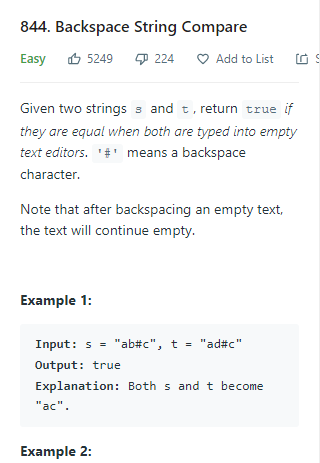 844. Backspace String Compare
Easy 5249 224 Add to List
Given two strings s and t, return true if
they are equal when both are typed into empty
text editors. '#' means a backspace
character.
Note that after backspacing an empty text,
the text will continue empty.
Example 1:
Input: s = "ab#c", t = "ad#c"
Output: true
Explanation: Both s and t become
"ac".
Example 2: